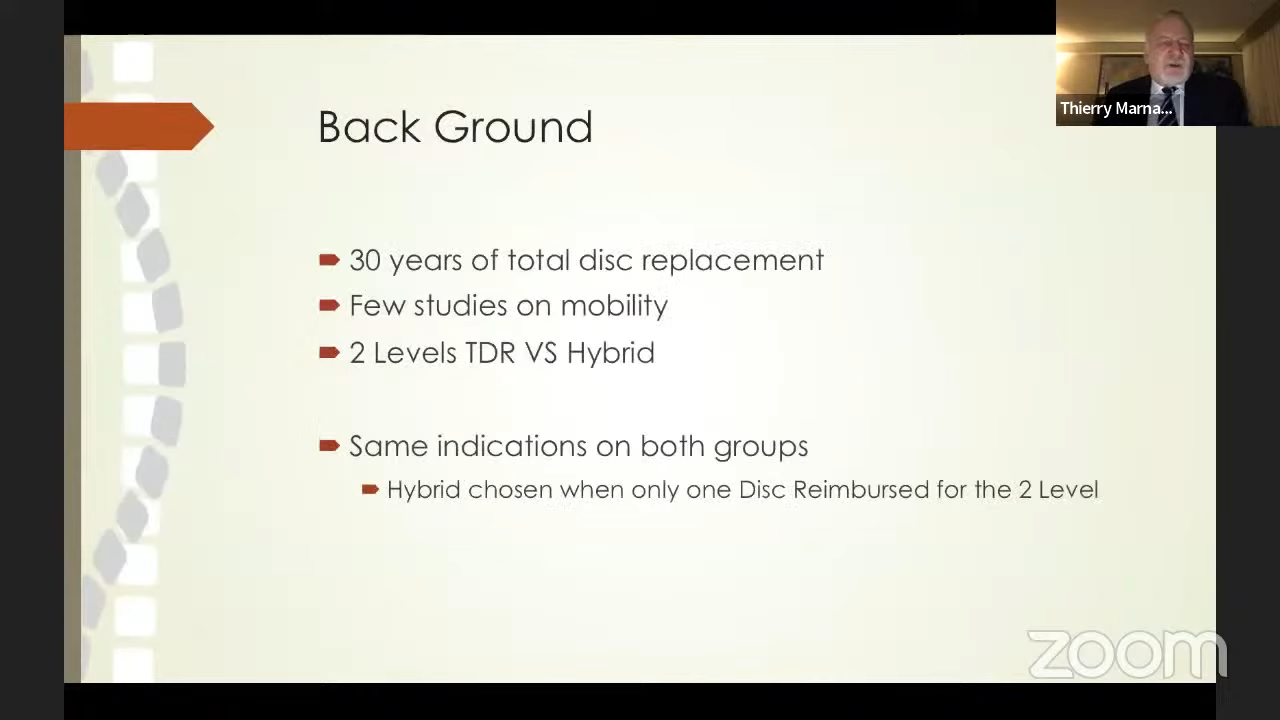 Thierry Marna...
Back Ground
30 years of total disc replacement
Few studies on mobility
2 Levels TDR VS Hybrid
Same indications on both groups
Hybrid chosen when only one Disc Reimbursed for the 2 Level
zoom